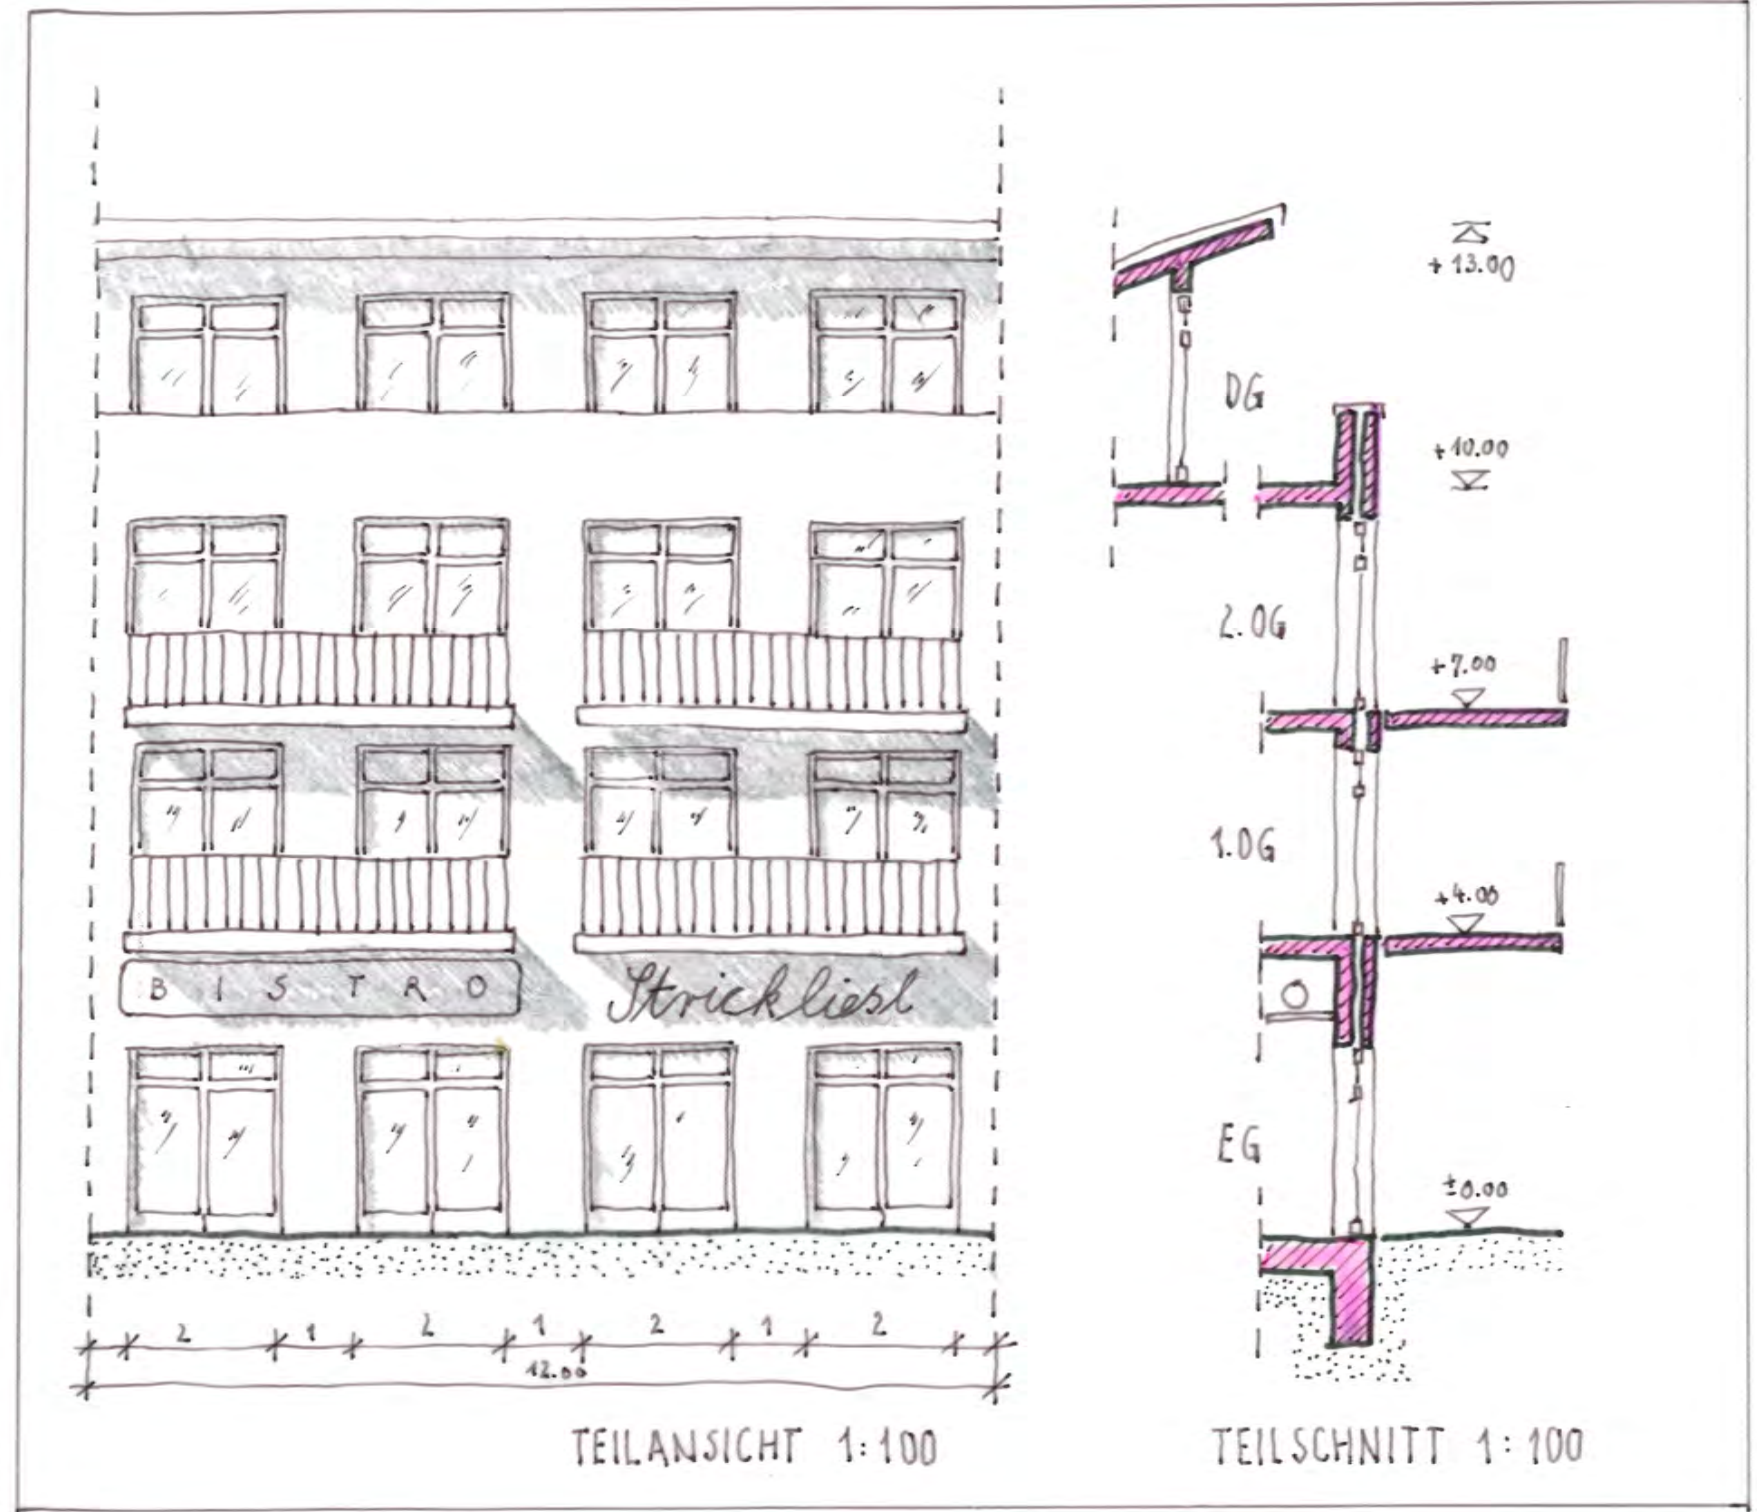 + 13.00
DG
+10.00
2.OG
+7.00
1.OG
+4.00
BISTRO
Strickliesl
EG
±0.00
2 1 2 1 2 1 2
12.00
TEILANSICHT 1:100
TEILSCHNITT 1:100